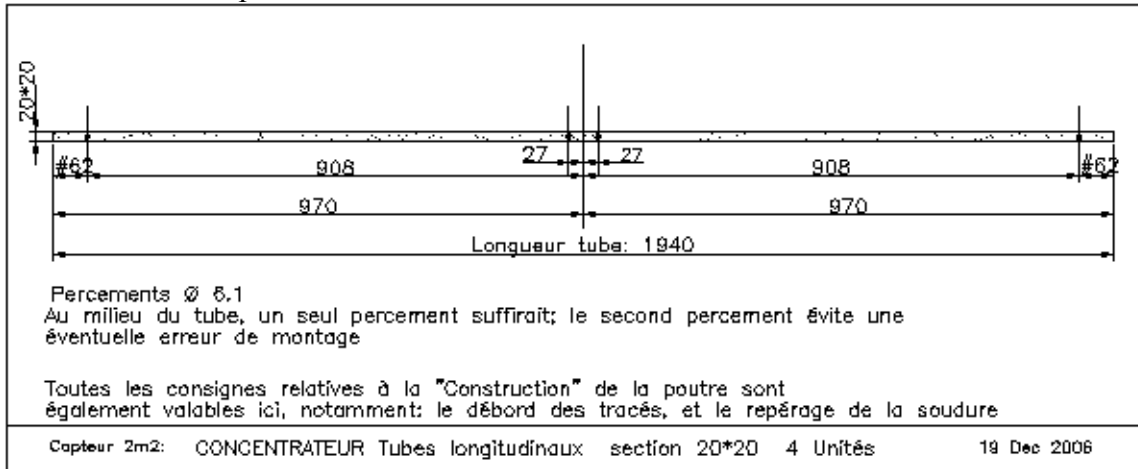 20*20
27 27
#62 908 908 #62
970 970
Longueur tube: 1940
Percements Ø 6.1
Au milieu du tube, un seul percement suffirait; le second percement évite une
éventuelle erreur de montage
Toutes les consignes relatives à la "Construction" de la poutre sont
également valables ici, notamment: le débord des tracés, et le repérage de la soudure
Capteur 2m2: CONCENTRATEUR Tubes longitudinaux section 20*20 4 Unités 19 Dec 2006